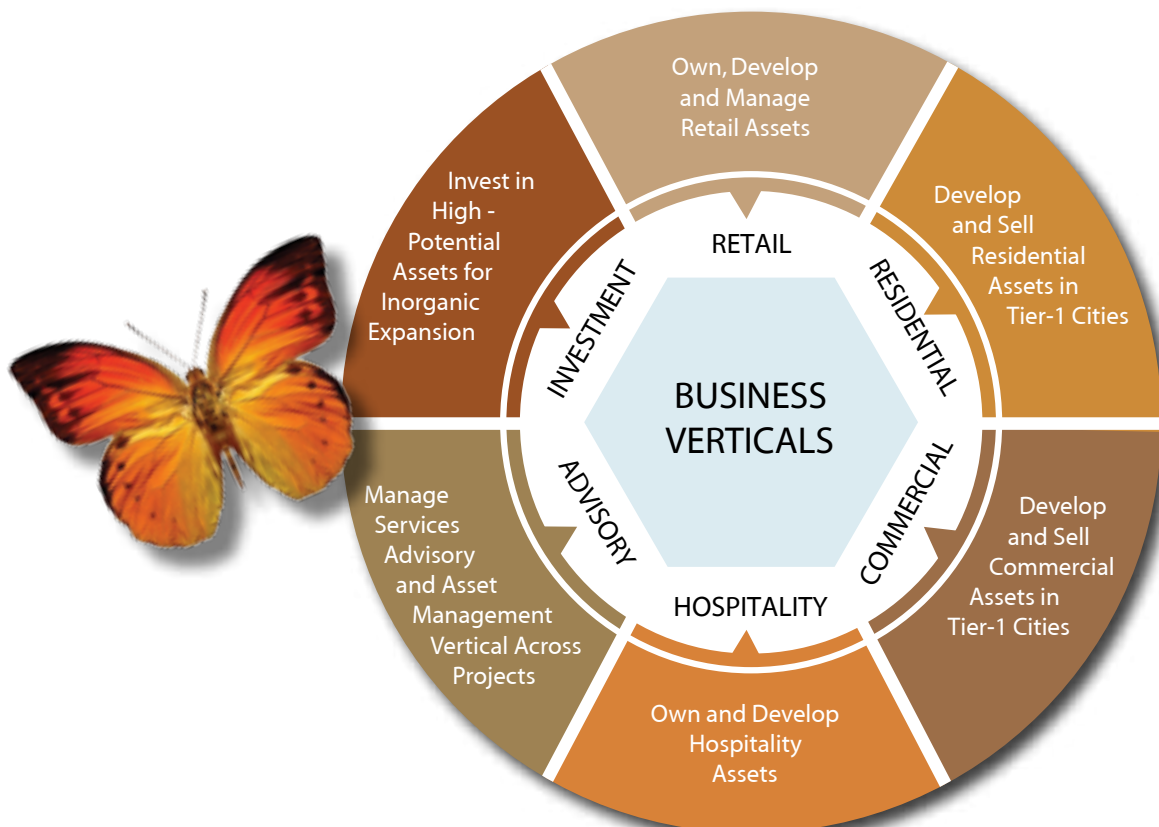 Own, Develop
and Manage
Retail Assets
RETAIL
Develop
and Sell
Residential
Assets in
Tier-1 Cities
RESIDENTIAL
Develop
and Sell
Commercial
Assets in
Tier-1 Cities
COMMERCIAL
Own and Develop
Hospitality
Assets
HOSPITALITY
Manage
Services
Advisory
and Asset
Management
Vertical Across
Projects
ADVISORY
Invest in
High -
Potential
Assets for
Inorganic
Expansion
INVESTMENT
BUSINESS
VERTICALS